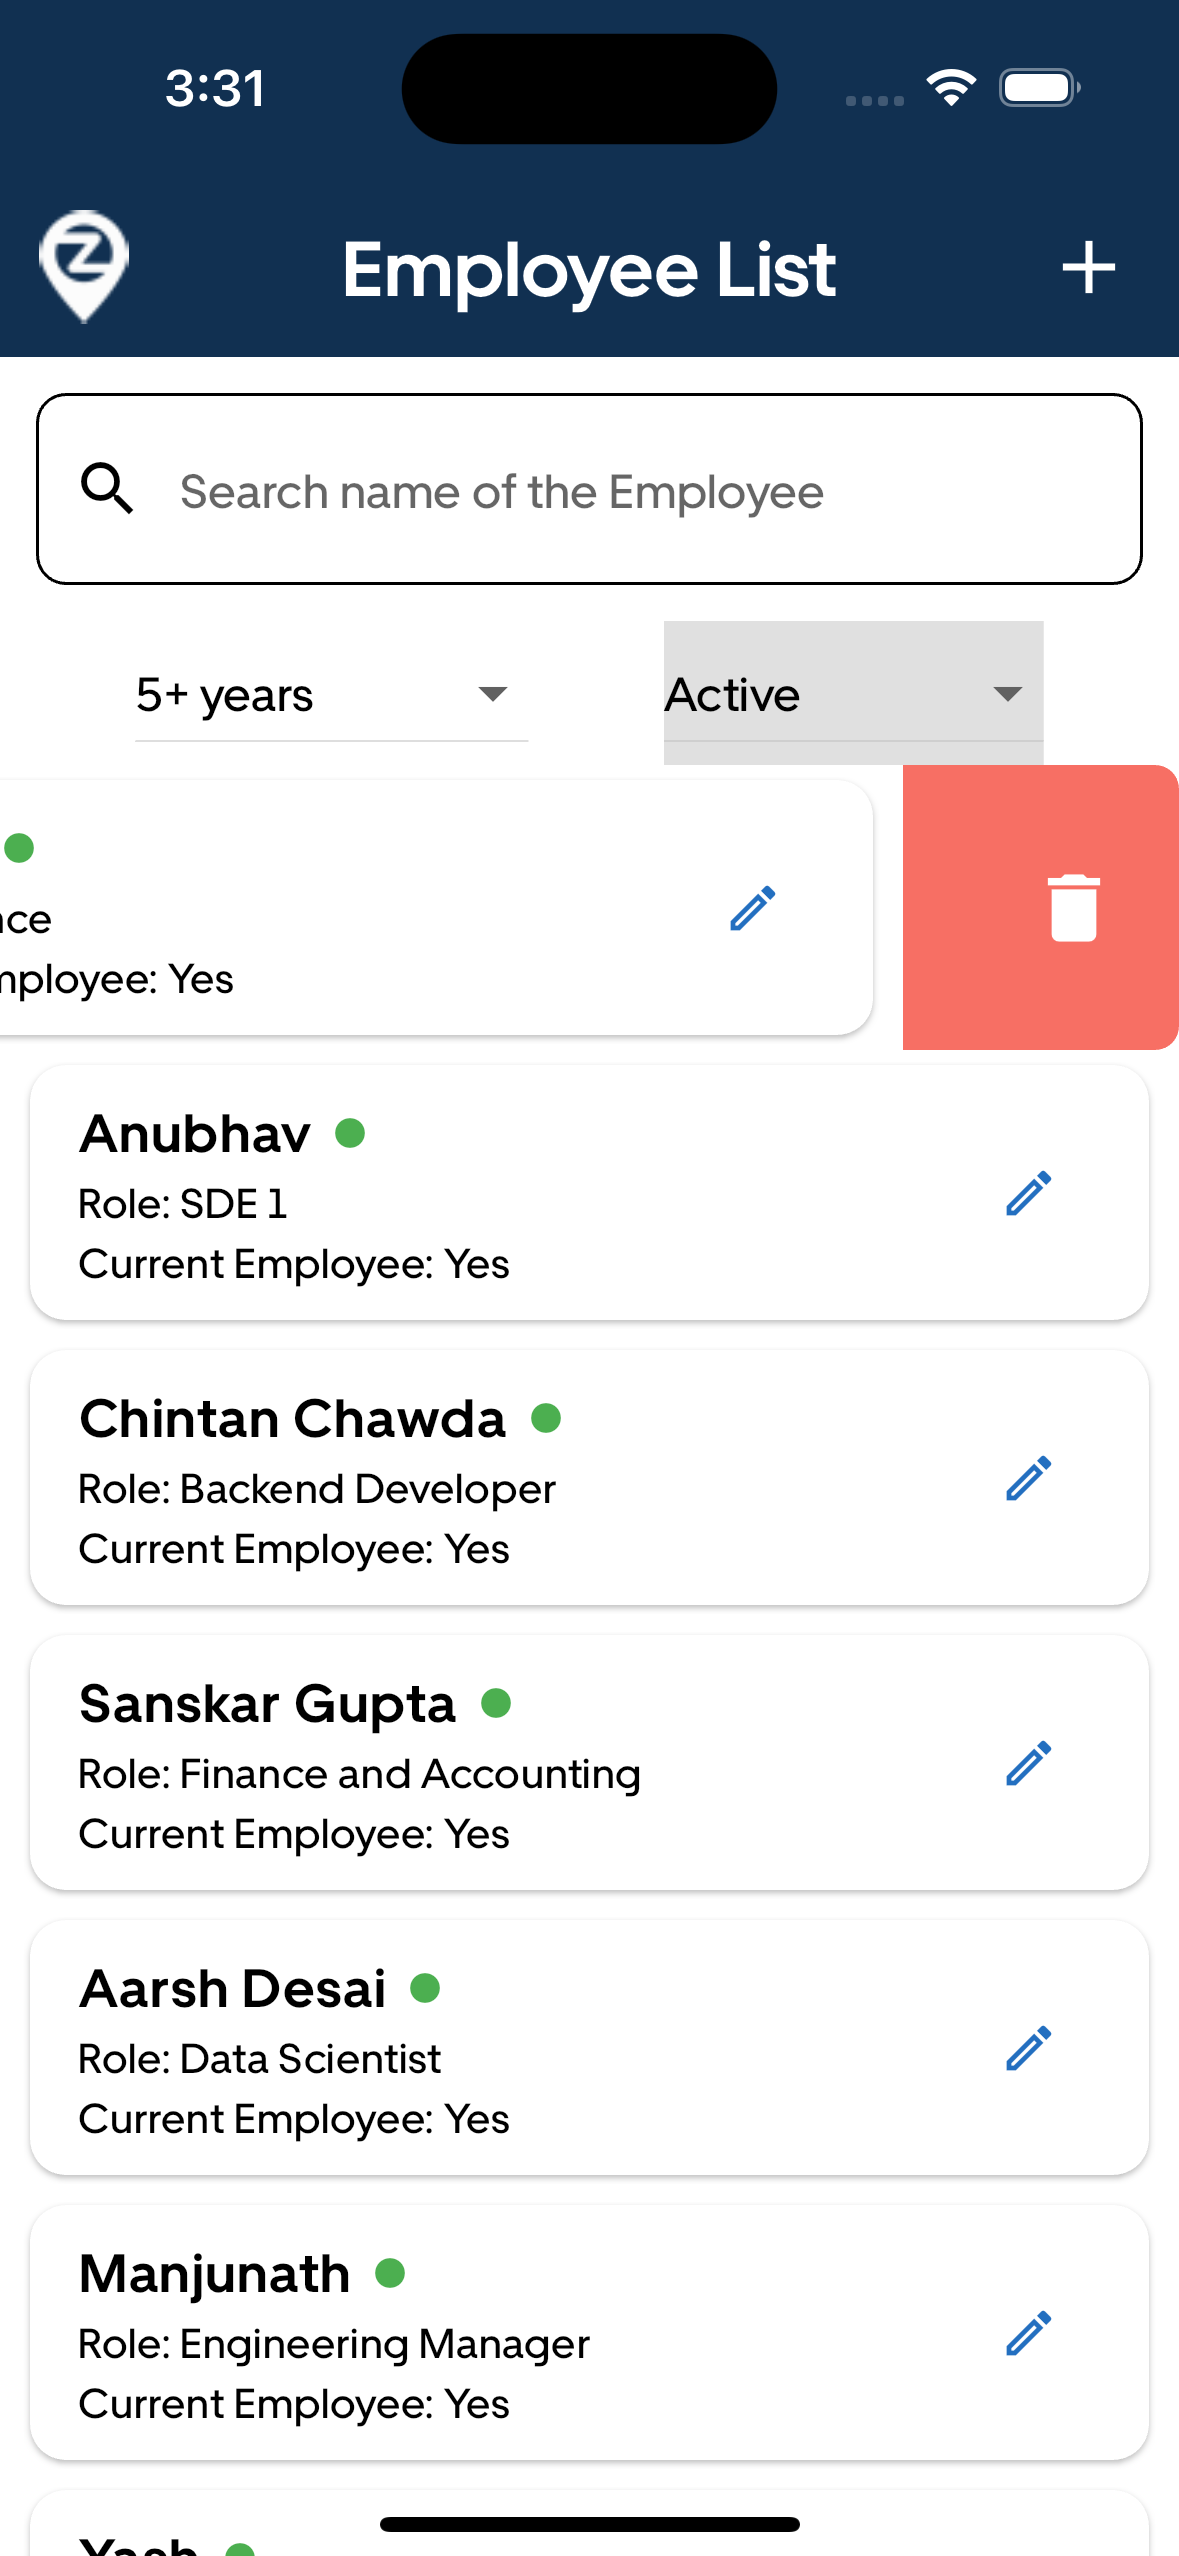 3:31
Z
Employee List
Search name of the Employee
5+ years
Active
nce
mployee: Yes
Anubhav
Role: SDE 1
Current Employee: Yes
Chintan Chawda
Role: Backend Developer
Current Employee: Yes
Sanskar Gupta
Role: Finance and Accounting
Current Employee: Yes
Aarsh Desai
Role: Data Scientist
Current Employee: Yes
Manjunath
Role: Engineering Manager
Current Employee: Yes
Yash